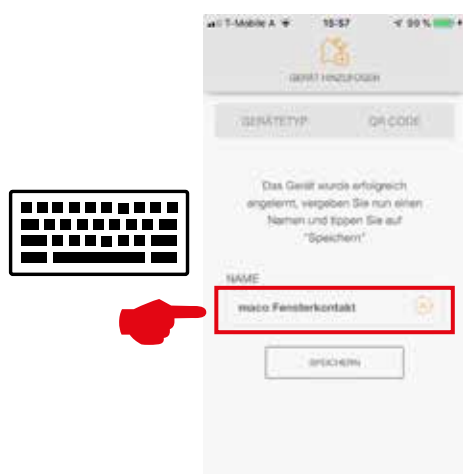 T-Mobile A 15:57 99 %
GERÄT HINZUFÜGEN
GERÄTETYP QR CODE
Das Gerät wurde erfolgreich
angelernt, vergeben Sie nun einen
Namen und tippen Sie auf
"Speichern"
NAME
maco Fensterkontakt
SPEICHERN